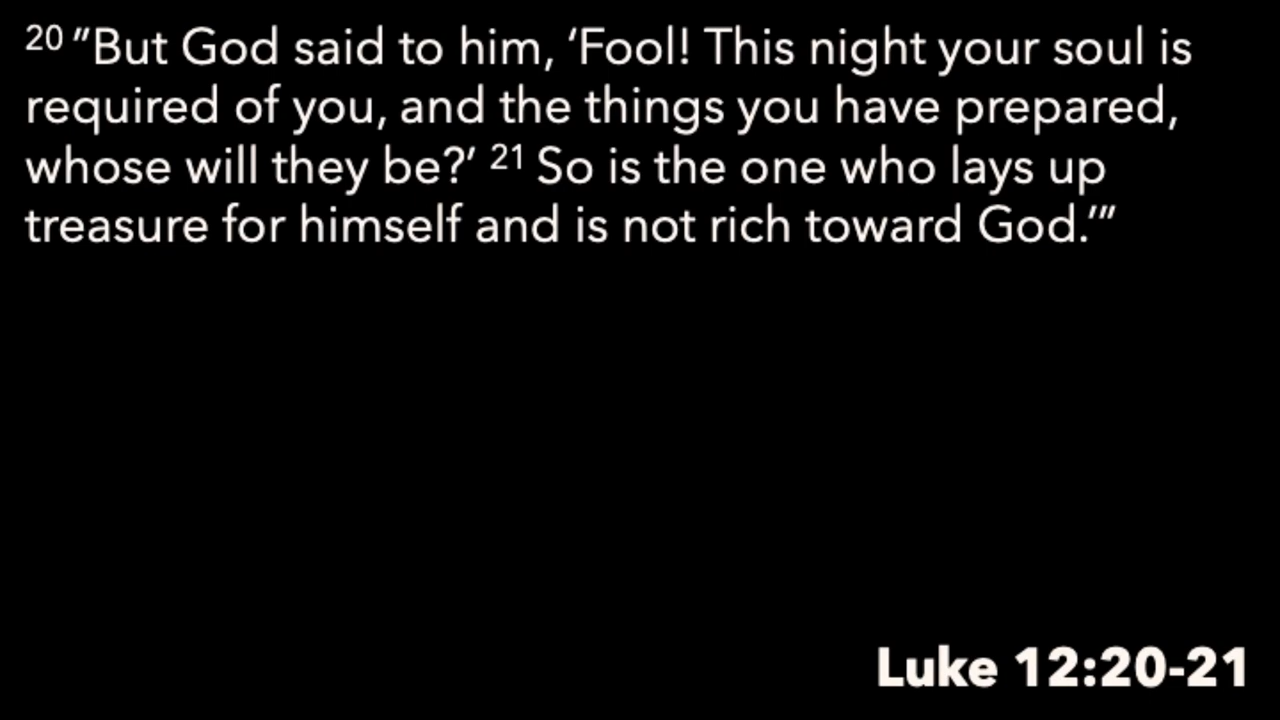 20 "But God said to him, ‘Fool! This night your soul is
required of you, and the things you have prepared,
whose will they be?’ 21 So is the one who lays up
treasure for himself and is not rich toward God.’"
Luke 12:20-21